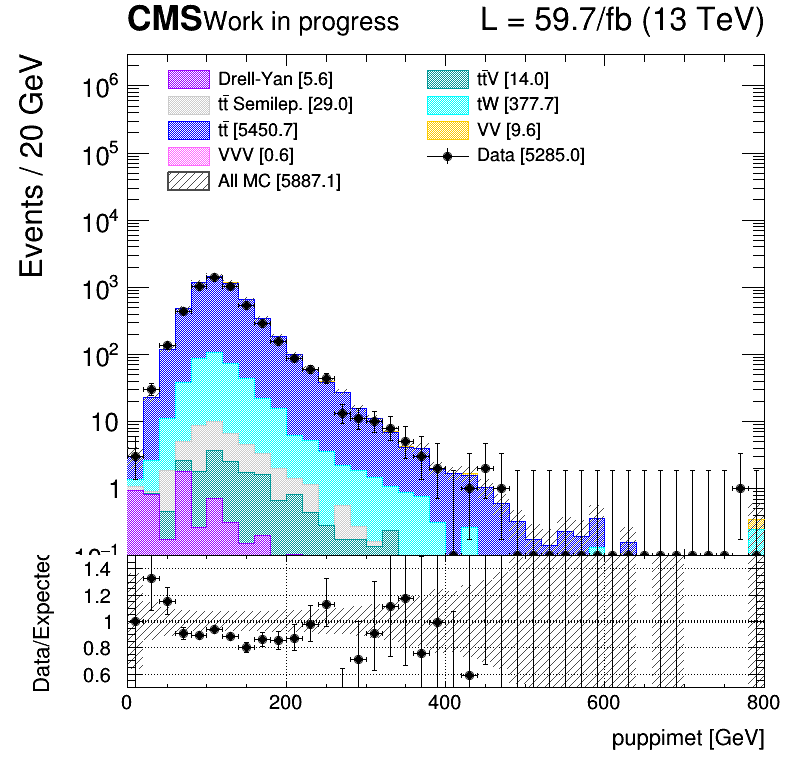 CMS Work in progress L = 59.7/fb (13 TeV)
Events / 20 GeV
Drell-Yan [5.6]
tt̄V [14.0]
tt̄ Semilep. [29.0]
tW [377.7]
tt̄ [5450.7]
VV [9.6]
VVV [0.6]
Data [5285.0]
All MC [5887.1]
10⁶
10⁵
10⁴
10³
10²
10
1
10⁻¹
Data/Expected
1.4
1.2
1
0.8
0.6
0 200 400 600 800
puppimet [GeV]